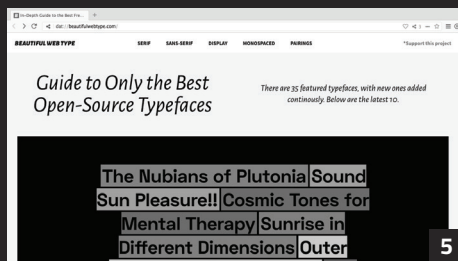 In-Depth Guide to the Best Fre...
dat://beautifulwebtype.com/
BEAUTIFUL WEB TYPE SERIF SANS-SERIF DISPLAY MONOSPACED PAIRINGS *Support this project
Guide to Only the Best
Open-Source Typefaces
There are 35 featured typefaces, with new ones added
continously. Below are the latest 10.
The Nubians of Plutonia Sound
Sun Pleasure!! Cosmic Tones for
Mental Therapy Sunrise in
Different Dimensions Outer
5